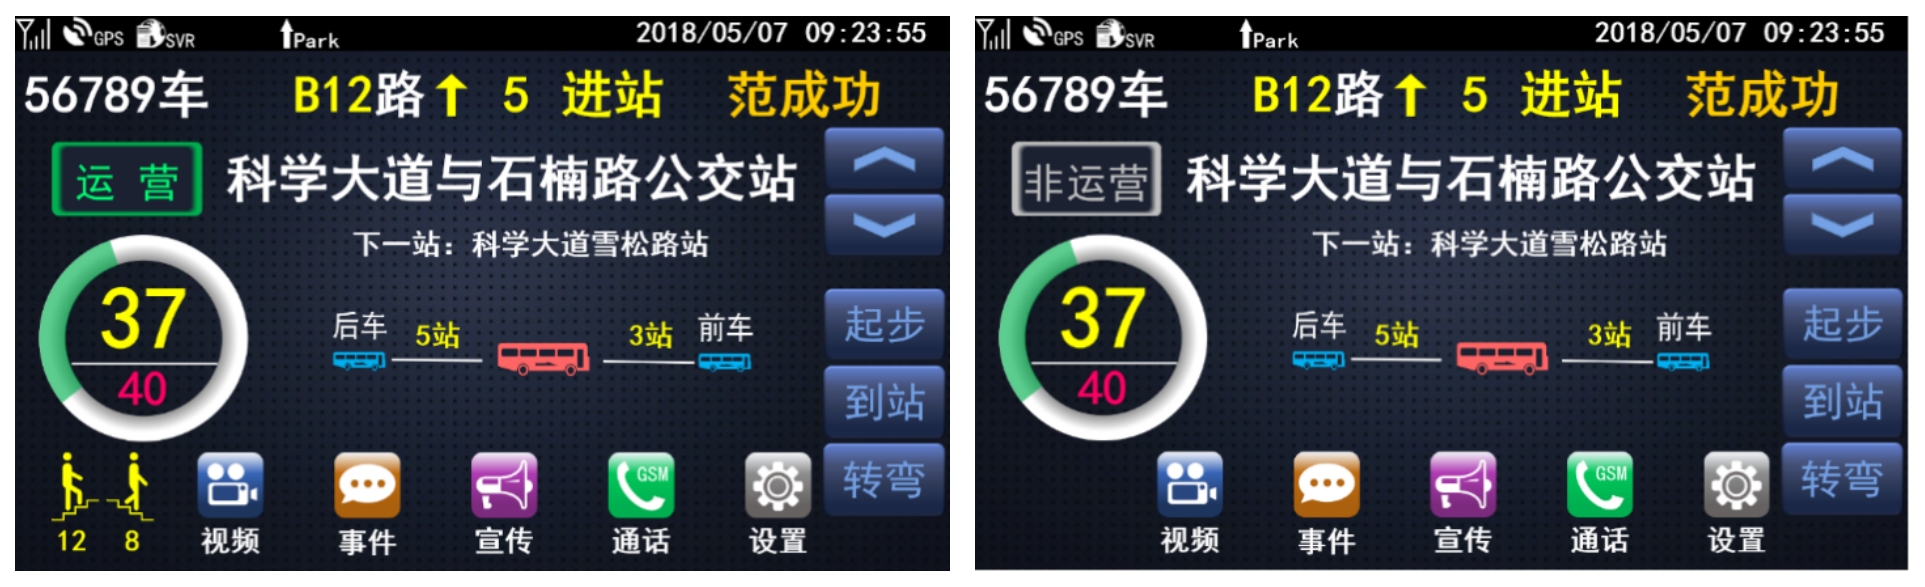 GPS SVR Park 2018/05/07 09:23:55
56789车 B12路↑ 5 进站 范成功
运 营 科学大道与石楠路公交站
下一站：科学大道雪松路站
37
40
后车 5站 3站 前车
起步
到站
转弯
12 8 视频 事件 宣传 GSM 通话 设置
GPS SVR Park 2018/05/07 09:23:55
56789车 B12路↑ 5 进站 范成功
非运营 科学大道与石楠路公交站
下一站：科学大道雪松路站
37
40
后车 5站 3站 前车
起步
到站
转弯
视频 事件 宣传 GSM 通话 设置